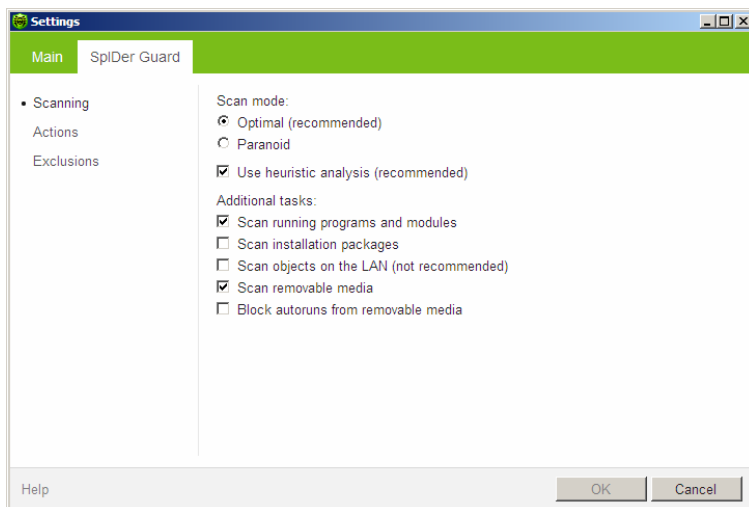 Settings
Main SpIDer Guard
Scanning
Actions
Exclusions
Scan mode:
Optimal (recommended)
Paranoid
Use heuristic analysis (recommended)
Additional tasks:
Scan running programs and modules
Scan installation packages
Scan objects on the LAN (not recommended)
Scan removable media
Block autoruns from removable media
Help
OK Cancel